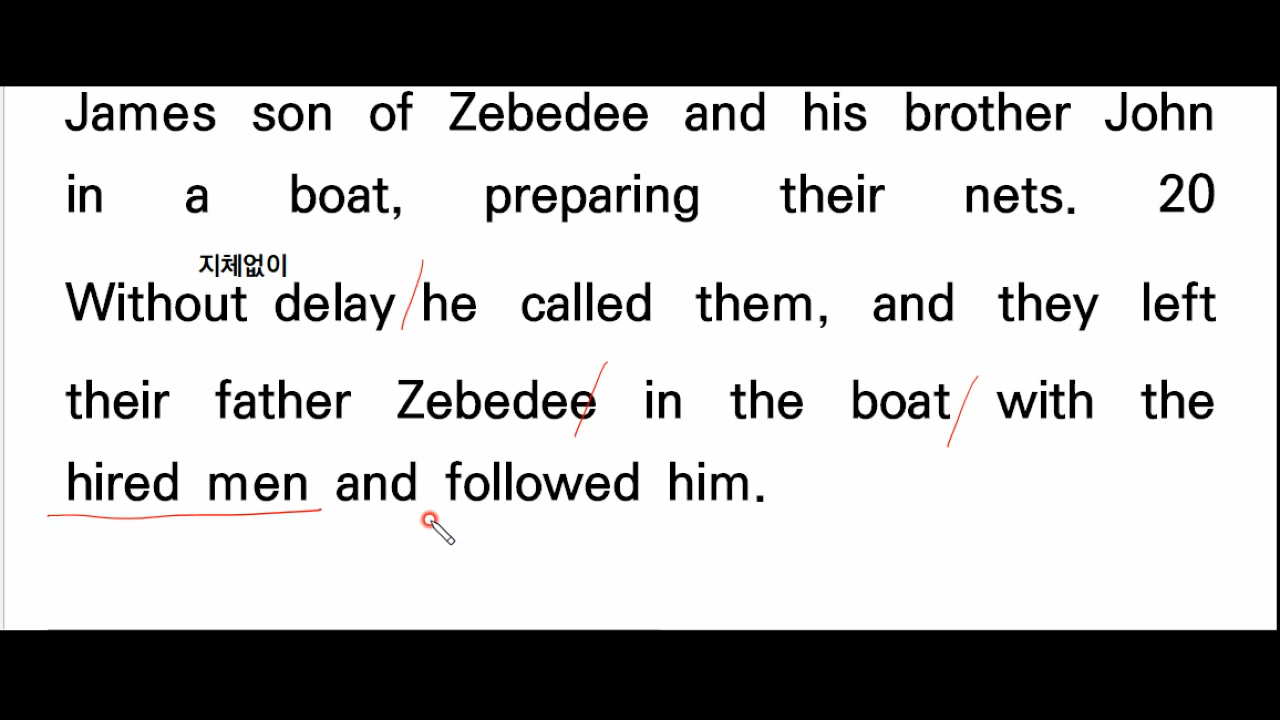 James son of Zebedee and his brother John
in a boat, preparing their nets. 20
지체없이
Without delay he called them, and they left
their father Zebedee in the boat with the
hired men and followed him.